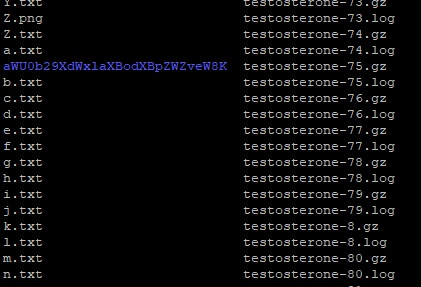 Y.txt testosterone-73.gz
Z.png testosterone-73.log
Z.txt testosterone-74.gz
a.txt testosterone-74.log
aWU0b29XdWxlaXBodXBpZWZveW8K testosterone-75.gz
b.txt testosterone-75.log
c.txt testosterone-76.gz
d.txt testosterone-76.log
e.txt testosterone-77.gz
f.txt testosterone-77.log
g.txt testosterone-78.gz
h.txt testosterone-78.log
i.txt testosterone-79.gz
j.txt testosterone-79.log
k.txt testosterone-8.gz
l.txt testosterone-8.log
m.txt testosterone-80.gz
n.txt testosterone-80.log